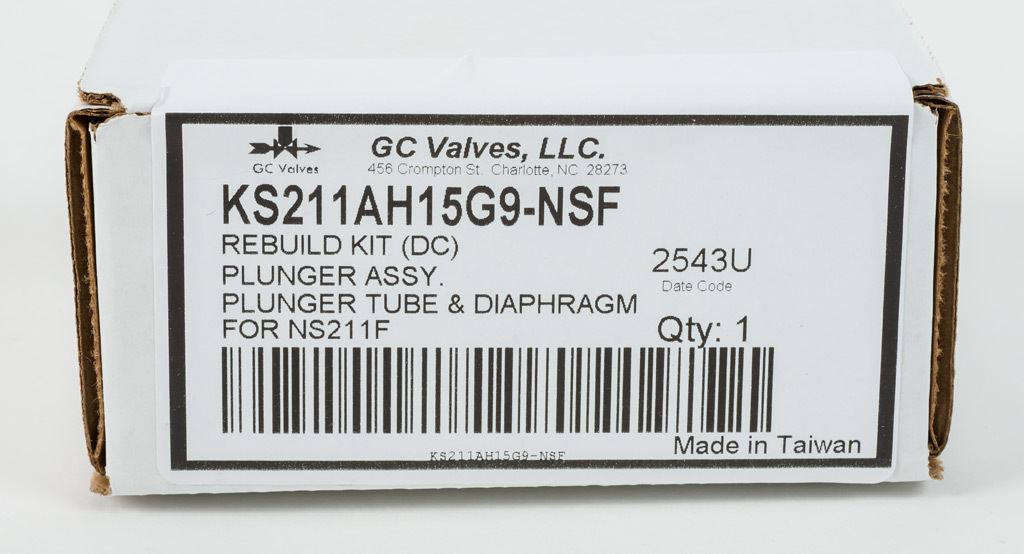 GC Valves
GC Valves, LLC.
456 Crompton St. Charlotte, NC 28273
KS211AH15G9-NSF
REBUILD KIT (DC)
PLUNGER ASSY.
PLUNGER TUBE & DIAPHRAGM
FOR NS211F
2543U
Date Code
Qty: 1
Made in Taiwan
KS211AH15G9-NSF